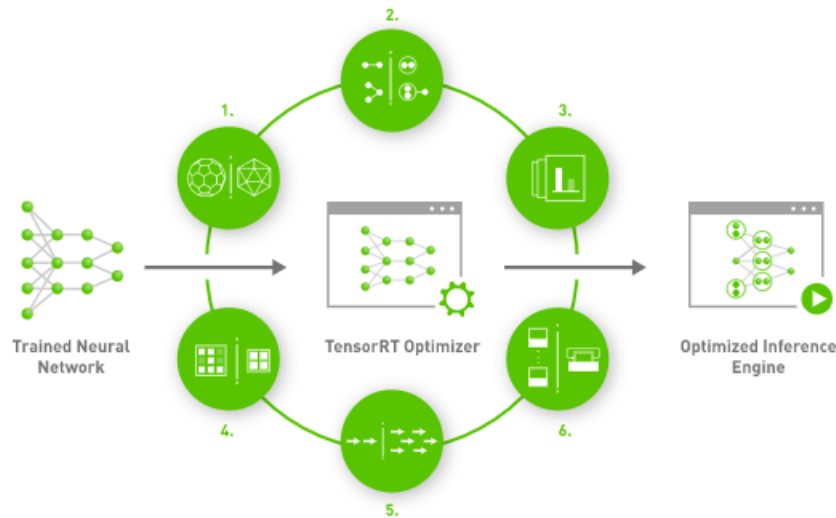 2.
1.
3.
Trained Neural
Network
TensorRT Optimizer
Optimized Inference
Engine
4.
6.
5.